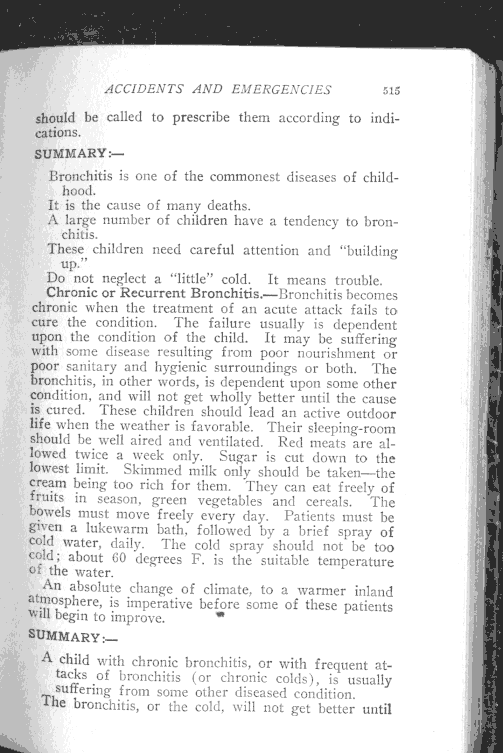 ACCIDENTS AND EMERGENCIES 515
should be called to prescribe them according to indi-
cations.
SUMMARY:—
Bronchitis is one of the commonest diseases of child-
hood.
It is the cause of many deaths.
A large number of children have a tendency to bron-
chitis.
These children need careful attention and "building
up."
Do not neglect a "little" cold. It means trouble.
Chronic or Recurrent Bronchitis.—Bronchitis becomes
chronic when the treatment of an acute attack fails to
cure the condition. The failure usually is dependent
upon the condition of the child. It may be suffering
with some disease resulting from poor nourishment or
poor sanitary and hygienic surroundings or both. The
bronchitis, in other words, is dependent upon some other
condition, and will not get wholly better until the cause
is cured. These children should lead an active outdoor
life when the weather is favorable. Their sleeping-room
should be well aired and ventilated. Red meats are al-
lowed twice a week only. Sugar is cut down to the
lowest limit. Skimmed milk only should be taken—the
cream being too rich for them. They can eat freely of
fruits in season, green vegetables and cereals. The
bowels must move freely every day. Patients must be
given a lukewarm bath, followed by a brief spray of
cold water, daily. The cold spray should not be too
cold; about 60 degrees F. is the suitable temperature
of the water.
An absolute change of climate, to a warmer inland
atmosphere, is imperative before some of these patients
will begin to improve.
SUMMARY:—
A child with chronic bronchitis, or with frequent at-
tacks of bronchitis (or chronic colds), is usually
suffering from some other diseased condition.
The bronchitis, or the cold, will not get better until